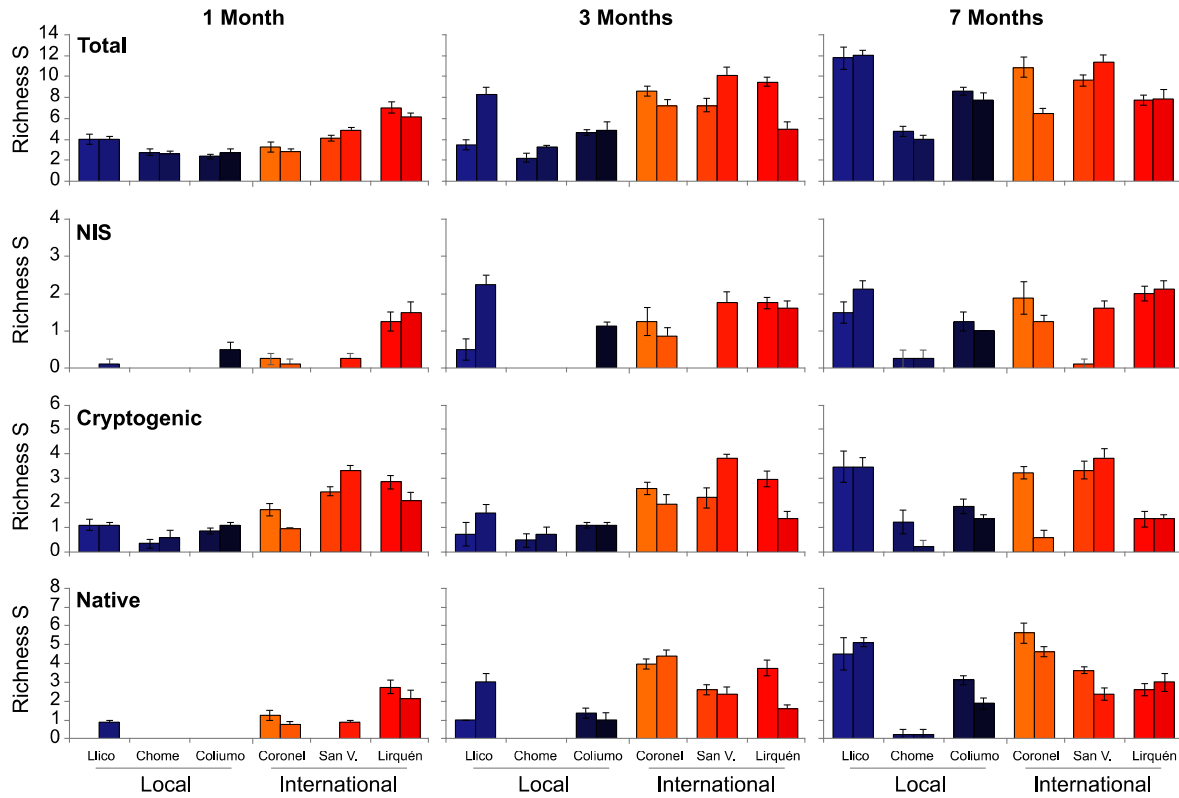 1 Month 3 Months 7 Months
Total
Richness S
14
12
10
8
6
4
2
0
NIS
Richness S
4
3
2
1
0
Cryptogenic
Richness S
6
5
4
3
2
1
0
Native
Richness S
8
7
6
5
4
3
2
1
0
Llico Chome Coliumo Coronel San V. Lirquén Llico Chome Coliumo Coronel San V. Lirquén Llico Chome Coliumo Coronel San V. Lirquén
Local International Local International Local International